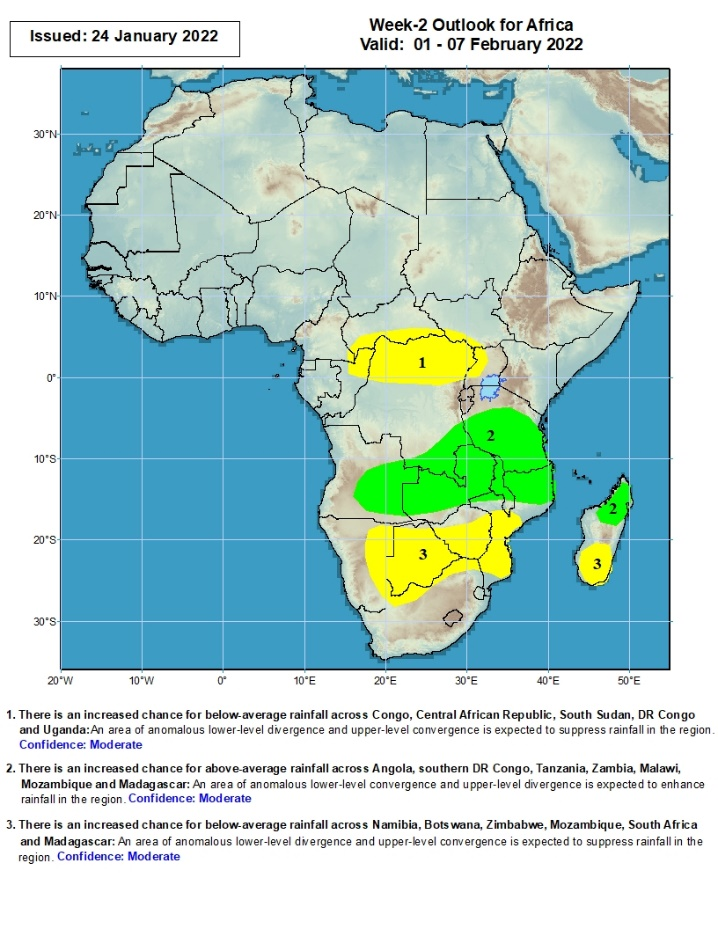 Issued: 24 January 2022
Week-2 Outlook for Africa
Valid: 01 - 07 February 2022
30°N
20°N
10°N
0°
10°S
20°S
30°S
1
2
2
3
3
20°W 10°W 0° 10°E 20°E 30°E 40°E 50°E
1. There is an increased chance for below-average rainfall across Congo, Central African Republic, South Sudan, DR Congo
and Uganda:An area of anomalous lower-level divergence and upper-level convergence is expected to suppress rainfall in the region.
Confidence: Moderate
2. There is an increased chance for above-average rainfall across Angola, southern DR Congo, Tanzania, Zambia, Malawi,
Mozambique and Madagascar: An area of anomalous lower-level convergence and upper-level divergence is expected to enhance
rainfall in the region. Confidence: Moderate
3. There is an increased chance for below-average rainfall across Namibia, Botswana, Zimbabwe, Mozambique, South Africa
and Madagascar: An area of anomalous lower-level divergence and upper-level convergence is expected to suppress rainfall in the
region. Confidence: Moderate